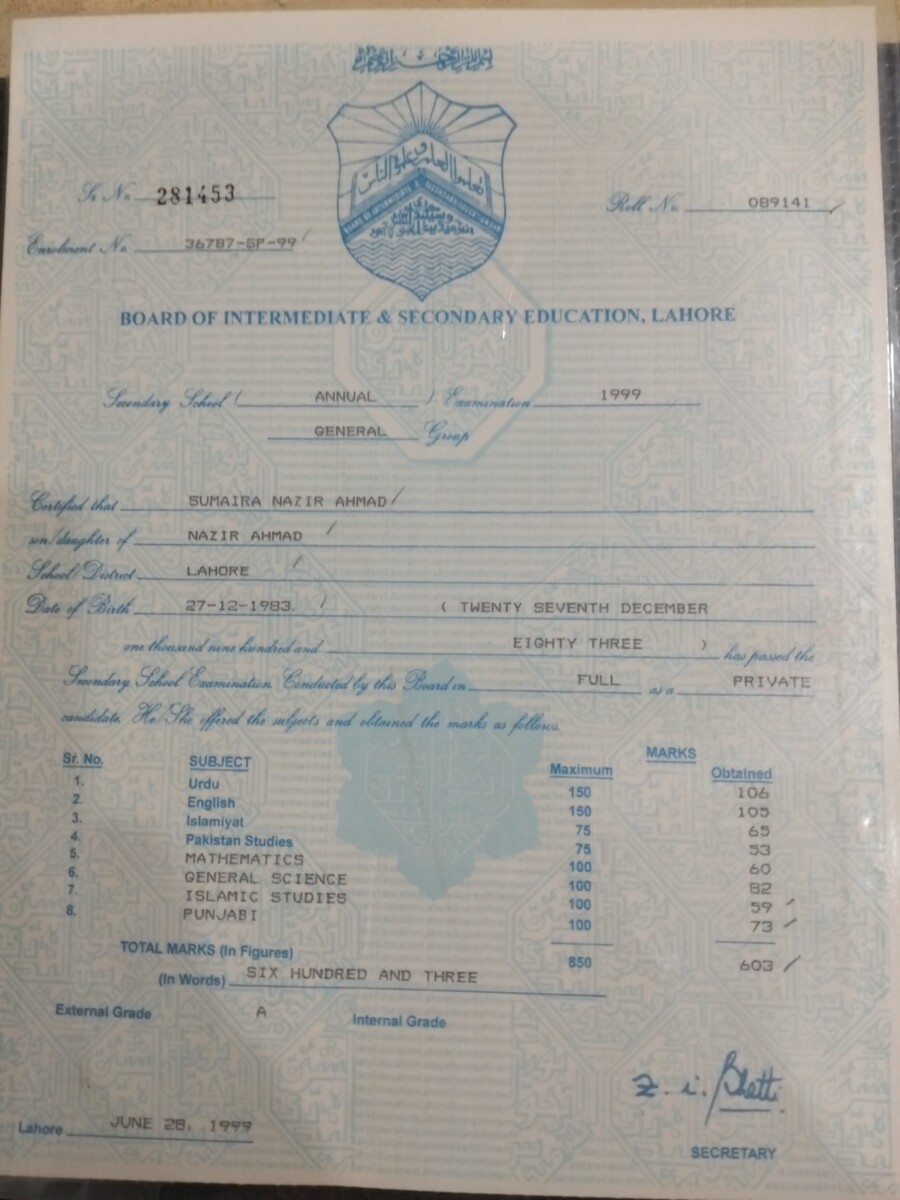 Sr. No. 281453
Roll No. 089141
Enrolment No. 36787-GP-99
تعلموا العلم و علموه الناس
BOARD OF INTERMEDIATE & SECONDARY EDUCATION, LAHORE
Secondary School ( ANNUAL ) Examination 1999
GENERAL Group
Certified that SUMAIRA NAZIR AHMAD
son/daughter of NAZIR AHMAD
School/District LAHORE
Date of Birth 27-12-1983. ( TWENTY SEVENTH DECEMBER
one thousand nine hundred and EIGHTY THREE ) has passed the
Secondary School Examination Conducted by this Board in FULL as a PRIVATE
candidate. He/She offered the subjects and obtained the marks as follows.
MARKS
Sr. No. SUBJECT Maximum Obtained
1. Urdu 150 106
2. English 150 105
3. Islamiyat 75 65
4. Pakistan Studies 75 53
5. MATHEMATICS 100 60
6. GENERAL SCIENCE 100 82
7. ISLAMIC STUDIES 100 59
8. PUNJABI 100 73
TOTAL MARKS (In Figures) 850 603
(In Words) SIX HUNDRED AND THREE
External Grade A Internal Grade
Z. i. Bhatti
Lahore JUNE 28, 1999
SECRETARY